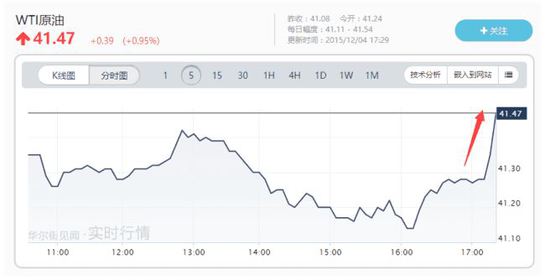 WTI原油
41.47 +0.39 (+0.95%)
昨收：41.08 今开：41.24
每日幅度：41.11 - 41.54
更新时间：2015/12/04 17:29
+关注
K线图 分时图 1 5 15 30 1H 4H 1D 1W 1M 技术分析 嵌入到网站
41.47
41.30
41.20
41.10
华尔街见闻·实时行情
11:00 12:00 13:00 14:00 15:00 16:00 17:00